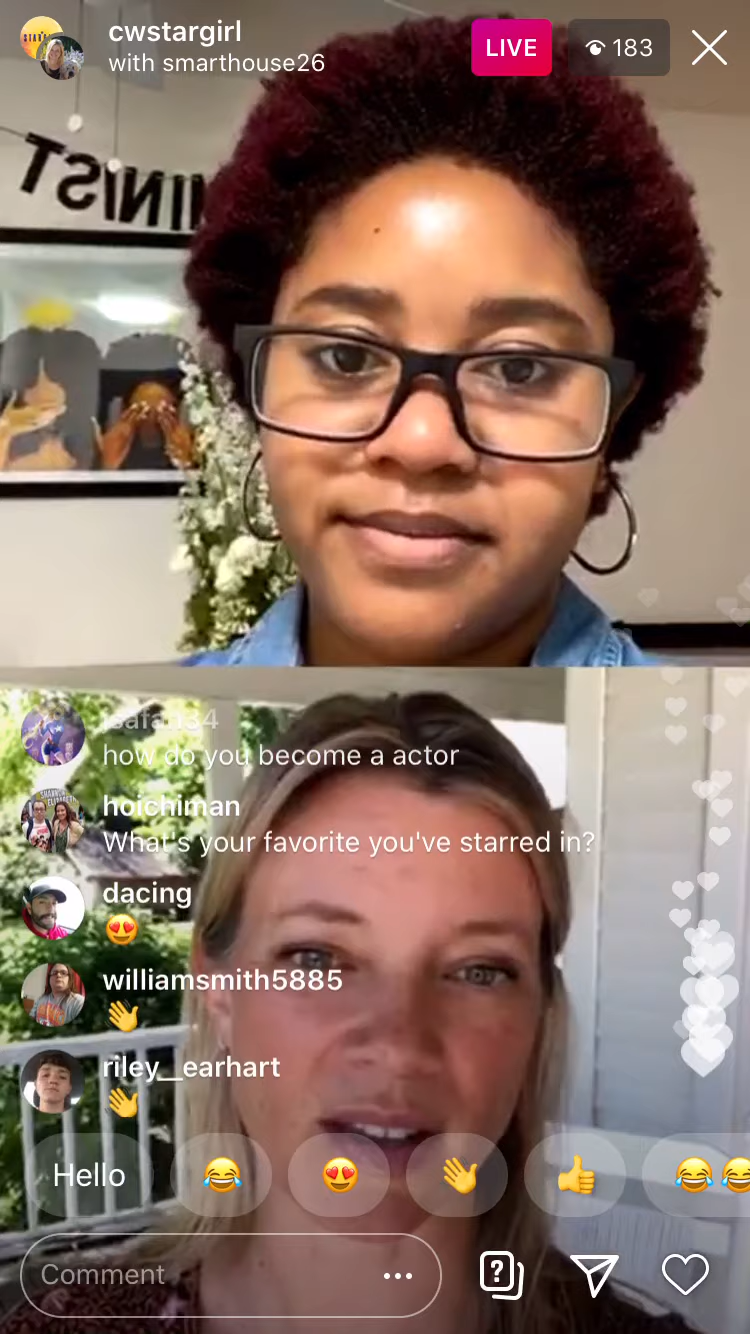 cwstargirl
with smarthouse26
LIVE
183
how do you become a actor
hoichiman
What's your favorite you've starred in?
dacing
😍
williamsmith5885
👋
riley__earhart
👋
Hello
😂
😍
👋
👍
😂😂
Comment